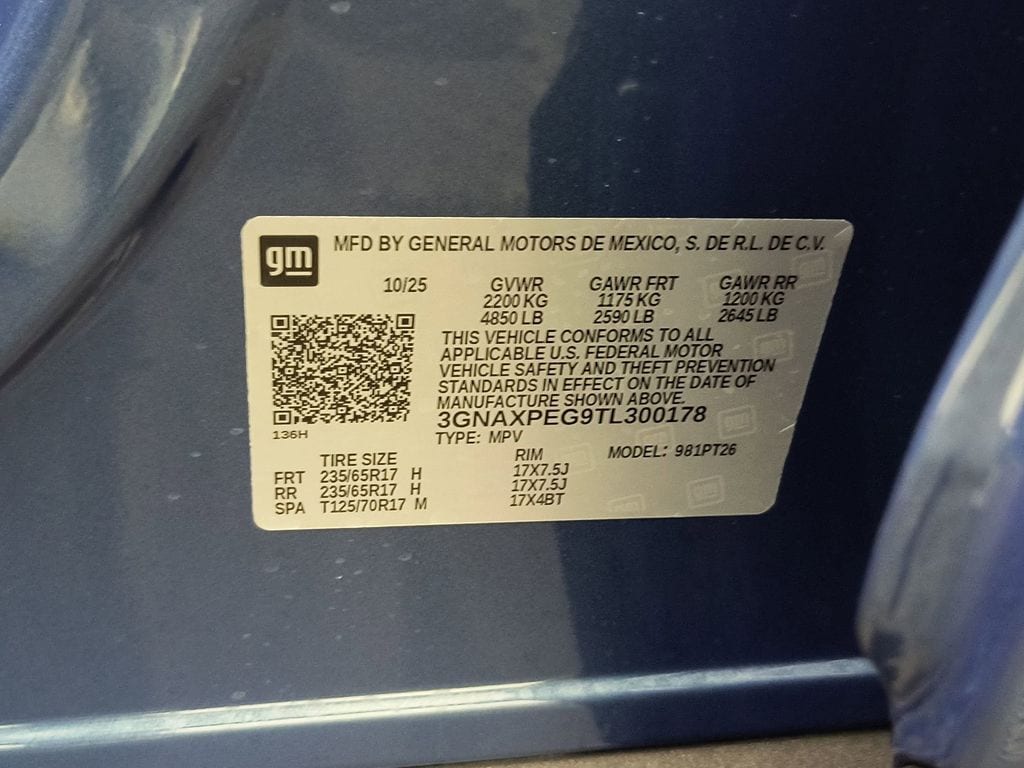 gm MFD BY GENERAL MOTORS DE MEXICO, S. DE R.L. DE C.V.
10/25 GVWR GAWR FRT GAWR RR
2200 KG 1175 KG 1200 KG
4850 LB 2590 LB 2645 LB
THIS VEHICLE CONFORMS TO ALL
APPLICABLE U.S. FEDERAL MOTOR
VEHICLE SAFETY AND THEFT PREVENTION
STANDARDS IN EFFECT ON THE DATE OF
MANUFACTURE SHOWN ABOVE.
3GNAXPEG9TL300178
136H
TYPE: MPV
TIRE SIZE RIM MODEL: 981PT26
FRT 235/65R17 H 17X7.5J
RR 235/65R17 H 17X7.5J
SPA T125/70R17 M 17X4BT